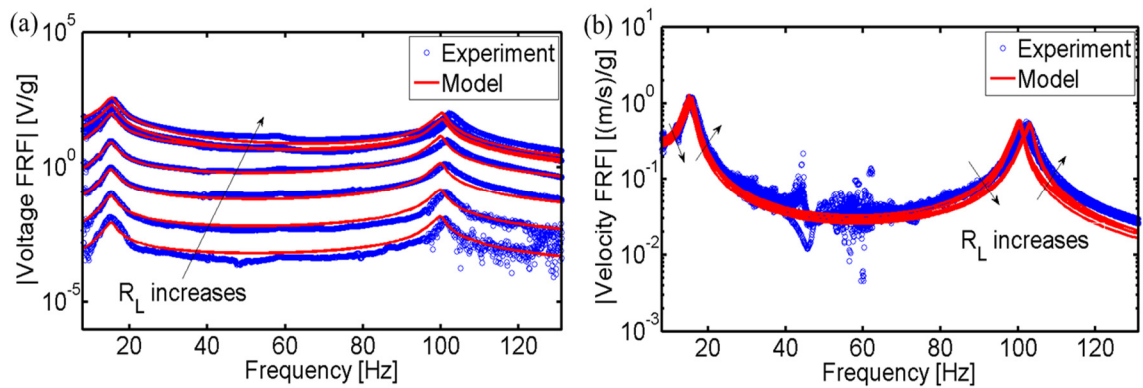 (a)
10^5
10^0
10^-5
|Voltage FRF| [V/g]
Experiment
Model
R_L increases
20 40 60 80 100 120
Frequency [Hz]
(b)
10^1
10^0
10^-1
10^-2
10^-3
|Velocity FRF| [(m/s)/g]
Experiment
Model
R_L increases
20 40 60 80 100 120
Frequency [Hz]